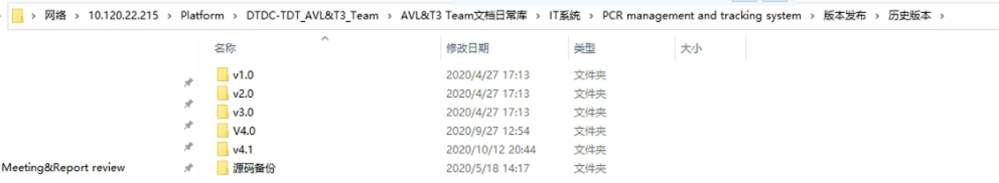 网络 > 10.120.22.215 > Platform > DTDC-TDT_AVL&T3_Team > AVL&T3 Team文档日常库 > IT系统 > PCR management and tracking system > 版本发布 > 历史版本 >
名称 修改日期 类型 大小
v1.0 2020/4/27 17:13 文件夹
v2.0 2020/4/27 17:13 文件夹
v3.0 2020/4/27 17:13 文件夹
V4.0 2020/9/27 12:54 文件夹
v4.1 2020/10/12 20:44 文件夹
Meeting&Report review 源码备份 2020/5/18 14:17 文件夹